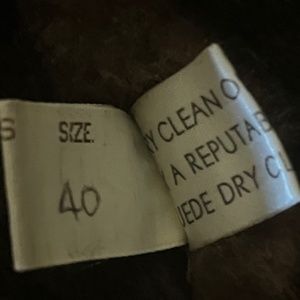 S SIZE.
40
RY CLEAN O
A REPUTAB
UEDE DRY CL